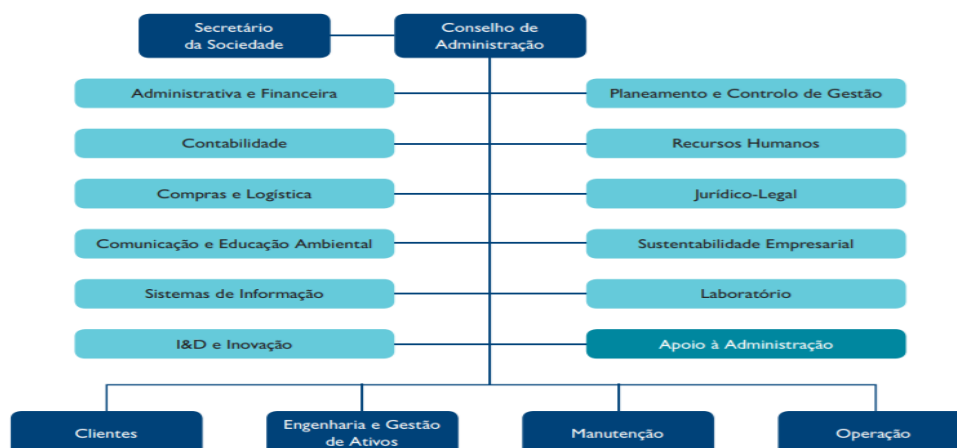 Secretário
da Sociedade
Conselho de
Administração
Administrativa e Financeira
Planeamento e Controlo de Gestão
Contabilidade
Recursos Humanos
Compras e Logística
Jurídico-Legal
Comunicação e Educação Ambiental
Sustentabilidade Empresarial
Sistemas de Informação
Laboratório
I&D e Inovação
Apoio à Administração
Clientes
Engenharia e Gestão
de Ativos
Manutenção
Operação